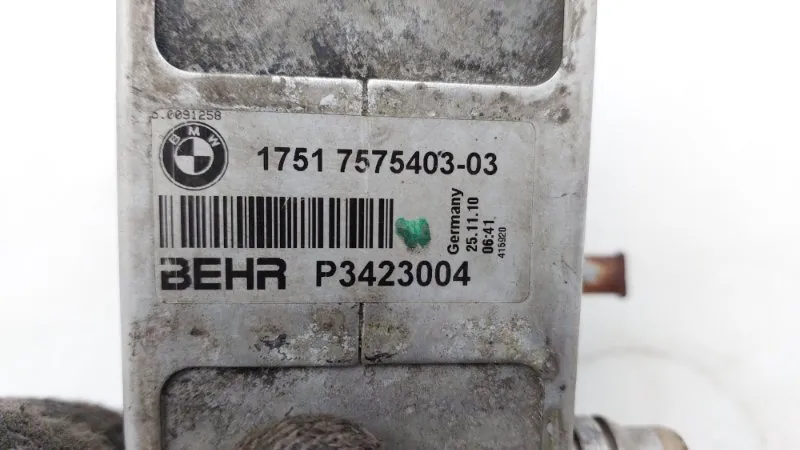 5.0091258
BMW
1751 7575403-03
Germany
25.11.10
06:41
415920
BEHR P3423004